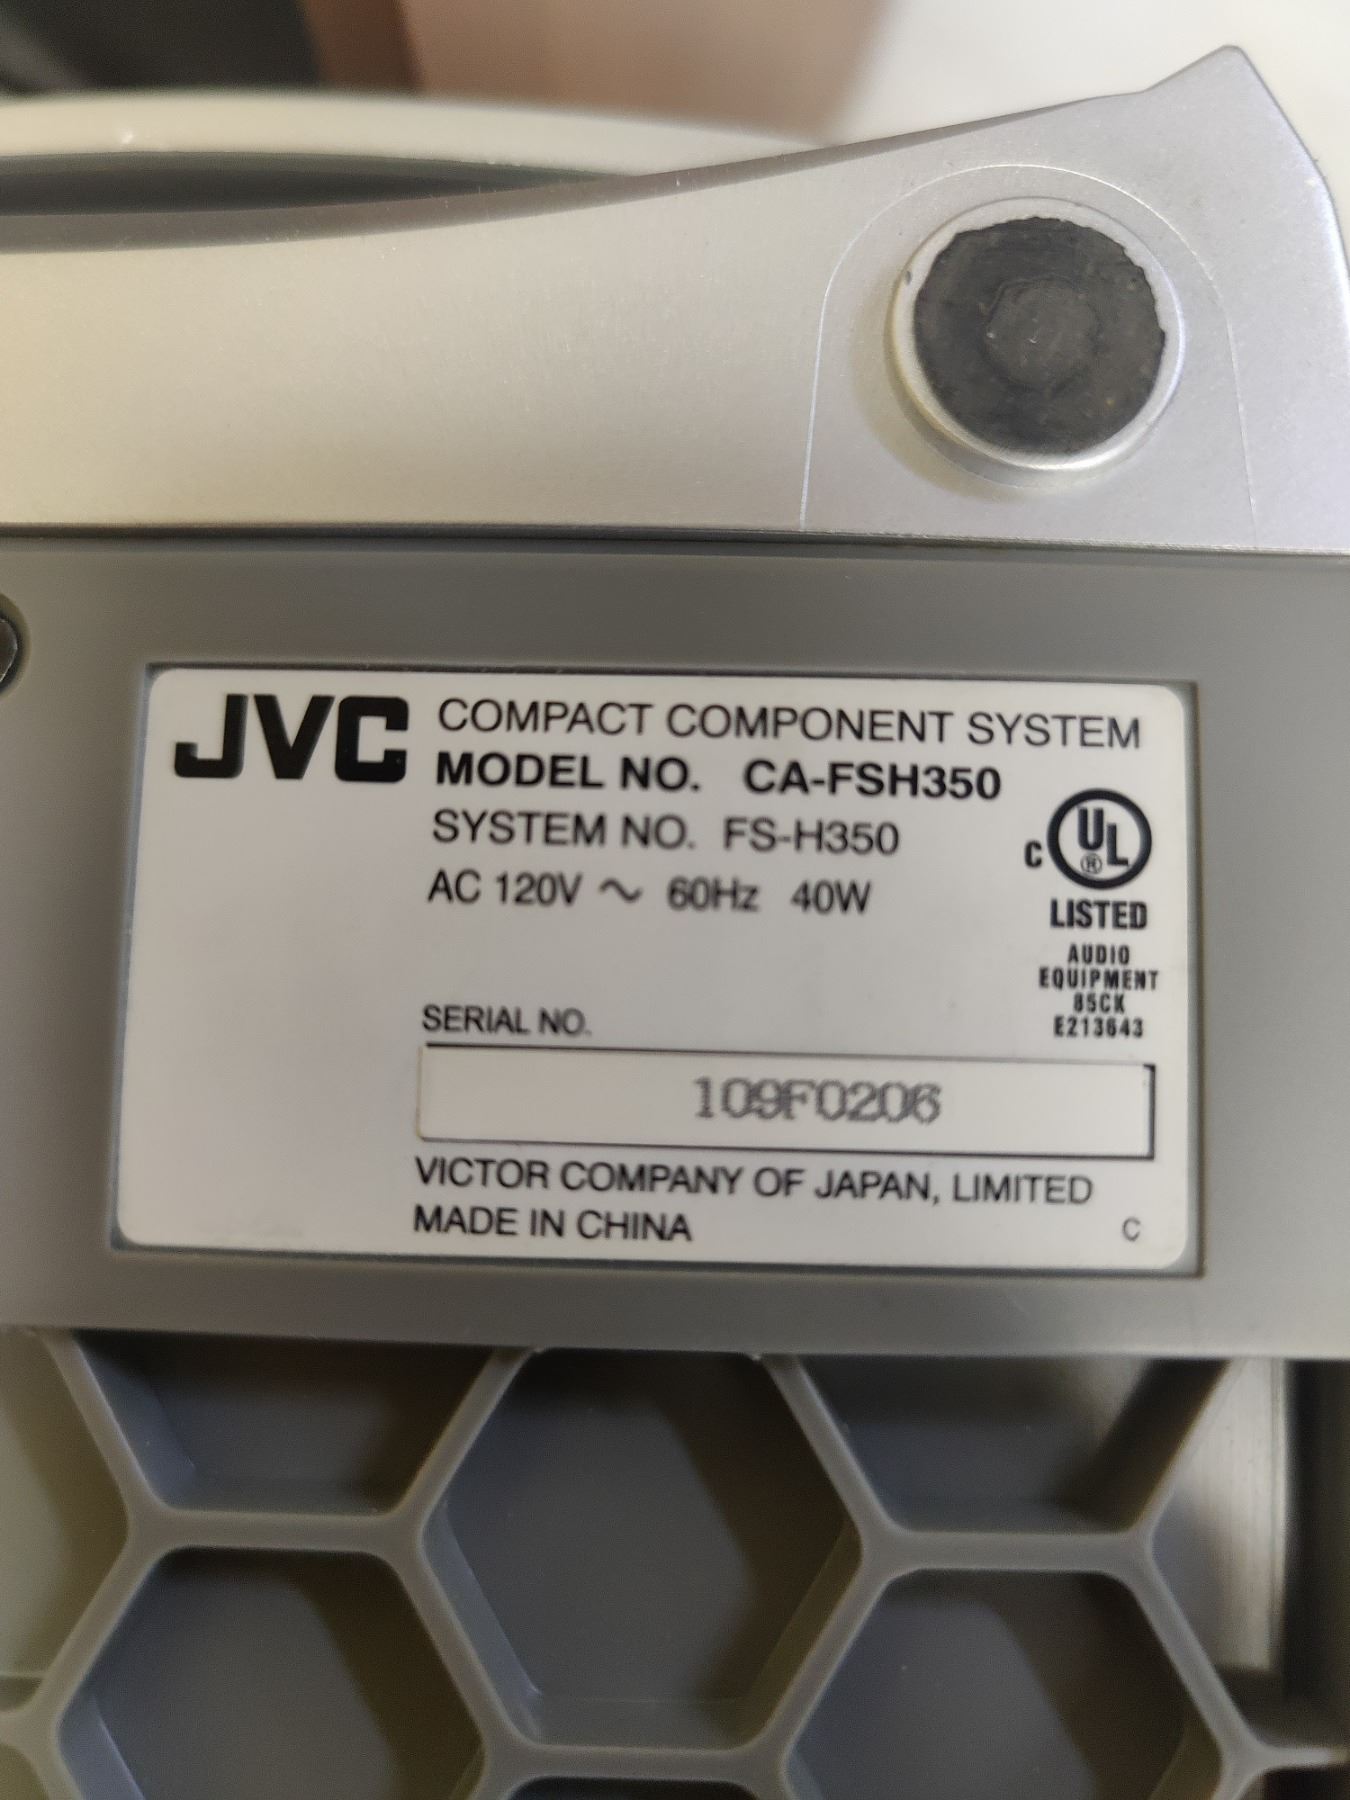 JVC COMPACT COMPONENT SYSTEM
MODEL NO. CA-FSH350
SYSTEM NO. FS-H350
AC 120V ~ 60Hz 40W
C UL ®
LISTED
AUDIO
EQUIPMENT
85CK
E213643
SERIAL NO.
109F0206
VICTOR COMPANY OF JAPAN, LIMITED
MADE IN CHINA C